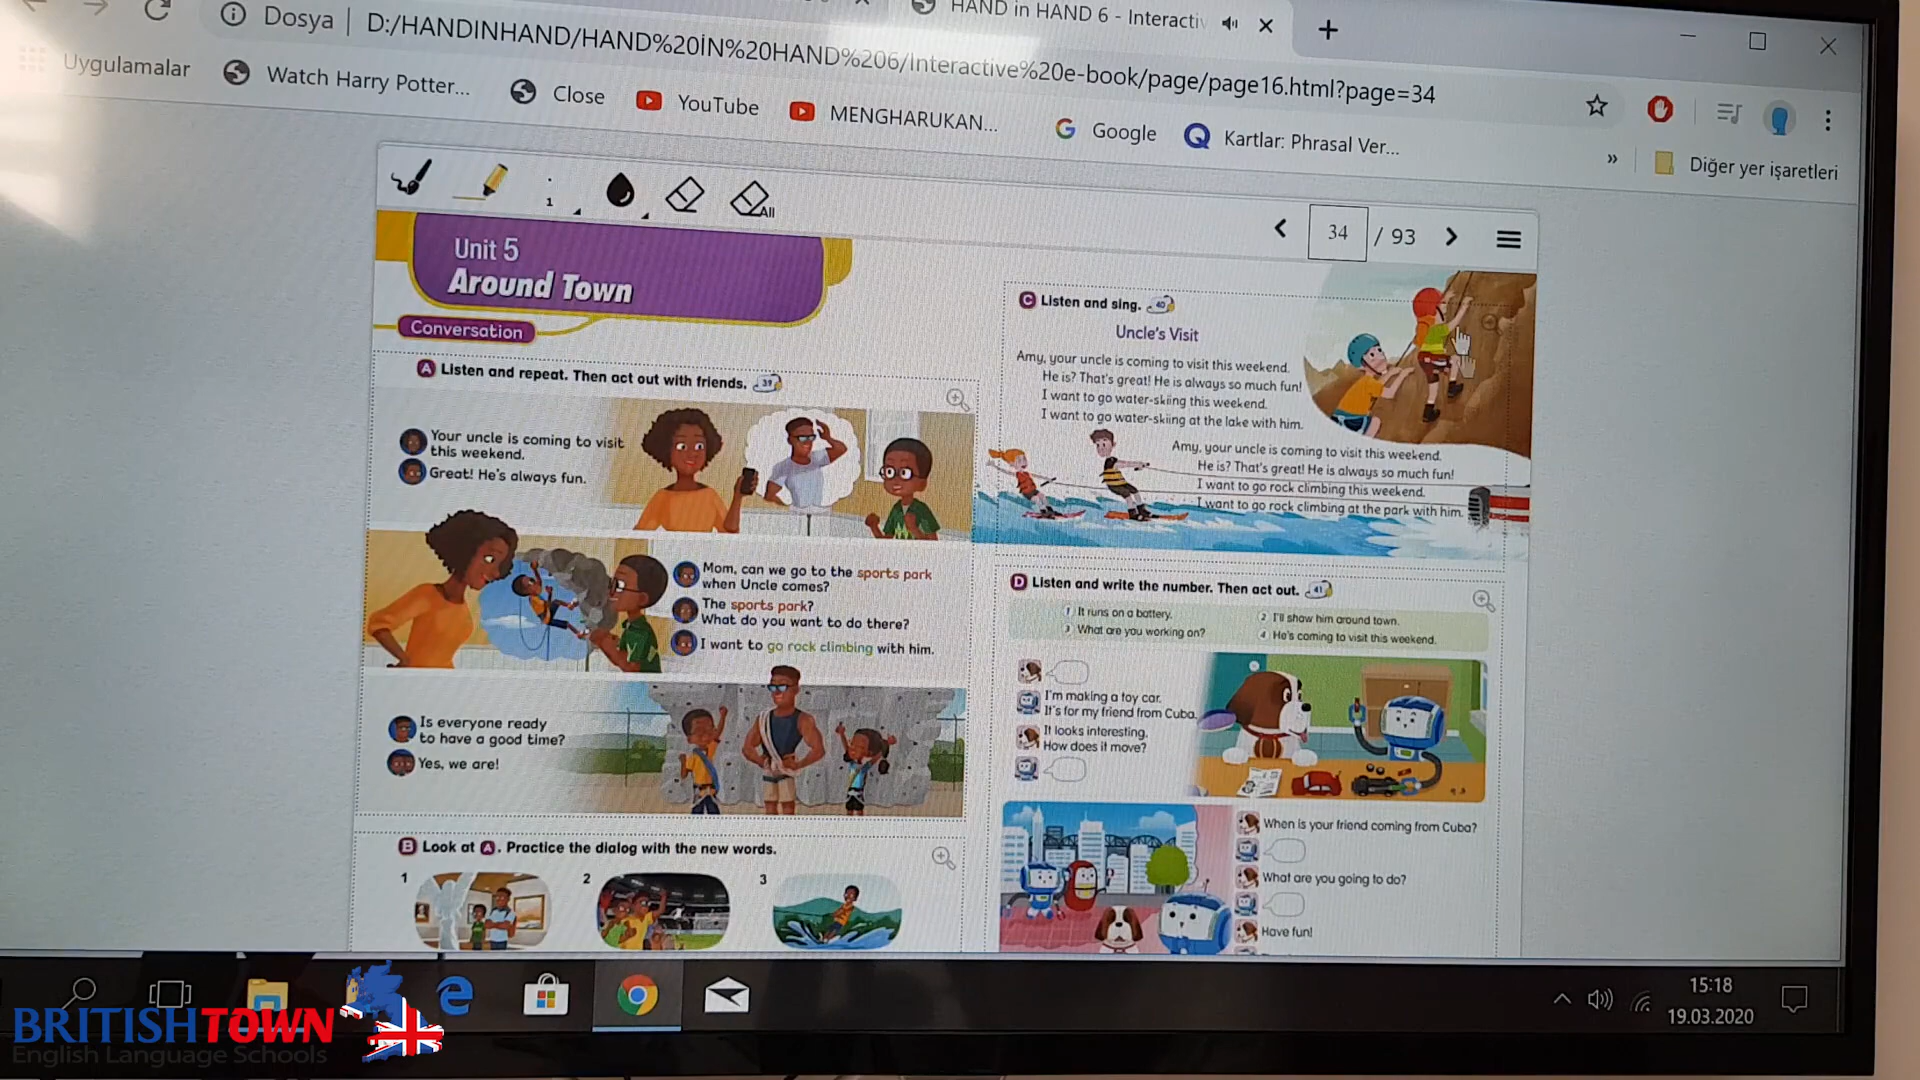 HAND in HAND 6 - Interactiv
Dosya | D:/HANDINHAND/HAND%20İN%20HAND%206/Interactive%20e-book/page/page16.html?page=34
Uygulamalar
Watch Harry Potter...
Close
YouTube
MENGHARUKAN...
Google
Kartlar: Phrasal Ver...
»
Diğer yer işaretleri
1
All
34 / 93
Unit 5
Around Town
Conversation
A Listen and repeat. Then act out with friends. 39
Your uncle is coming to visit
this weekend.
Great! He's always fun.
Mom, can we go to the sports park
when Uncle comes?
The sports park?
What do you want to do there?
I want to go rock climbing with him.
Is everyone ready
to have a good time?
Yes, we are!
B Look at A. Practice the dialog with the new words.
1
2
3
C Listen and sing. 40
Uncle's Visit
Amy, your uncle is coming to visit this weekend.
He is? That's great! He is always so much fun!
I want to go water-skiing this weekend.
I want to go water-skiing at the lake with him.
Amy, your uncle is coming to visit this weekend.
He is? That's great! He is always so much fun!
I want to go rock climbing this weekend.
I want to go rock climbing at the park with him.
D Listen and write the number. Then act out. 41
1 It runs on a battery.
2 I'll show him around town.
3 What are you working on?
4 He's coming to visit this weekend.
I'm making a toy car.
It's for my friend from Cuba.
It looks interesting.
How does it move?
When is your friend coming from Cuba?
What are you going to do?
Have fun!
15:18
19.03.2020
BRITISHTOWN
English Language Schools